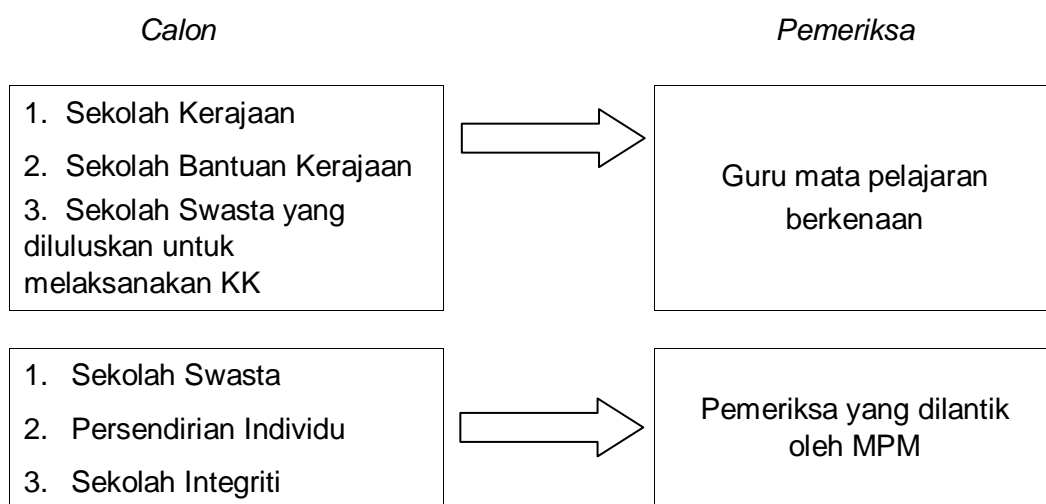 Calon
Pemeriksa
1. Sekolah Kerajaan
2. Sekolah Bantuan Kerajaan
3. Sekolah Swasta yang
diluluskan untuk
melaksanakan KK
Guru mata pelajaran
berkenaan
1. Sekolah Swasta
2. Persendirian Individu
3. Sekolah Integriti
Pemeriksa yang dilantik
oleh MPM